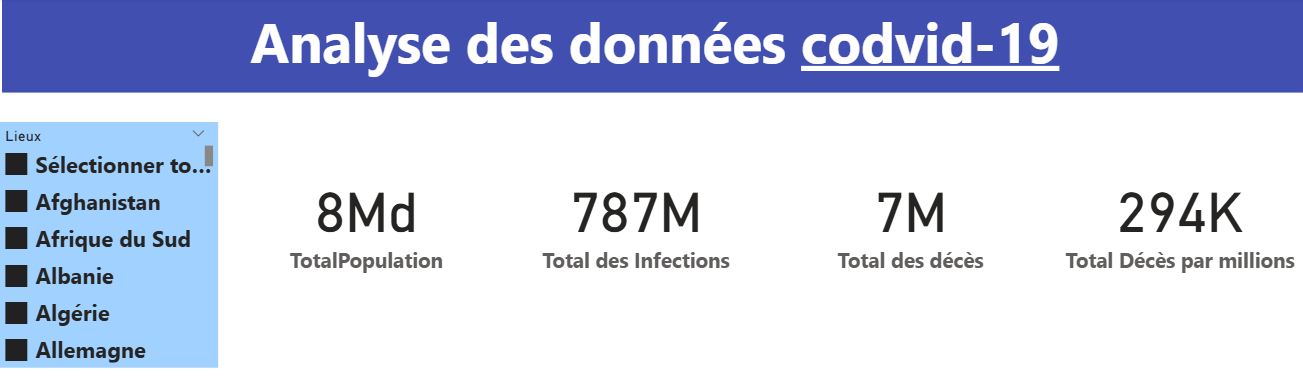 Analyse des données codvid-19
Lieux
Sélectionner to...
Afghanistan
Afrique du Sud
Albanie
Algérie
Allemagne
8Md
TotalPopulation
787M
Total des Infections
7M
Total des décès
294K
Total Décès par millions